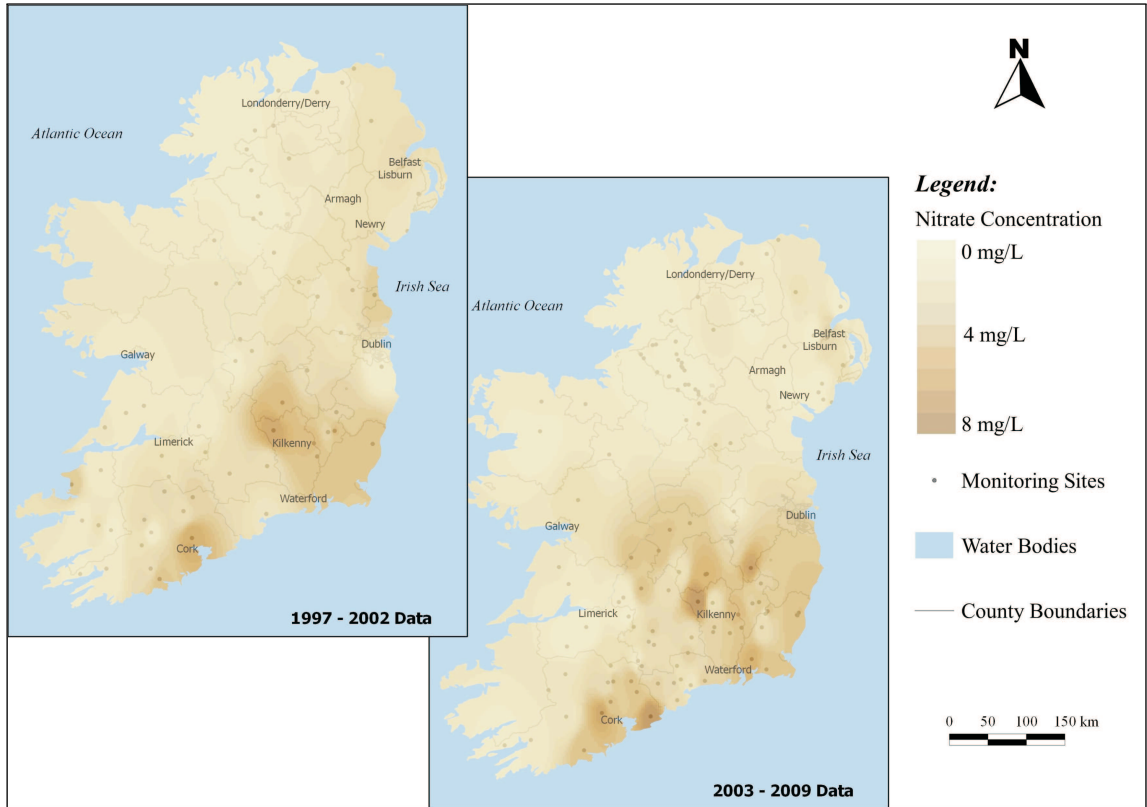 Londonderry/Derry
Atlantic Ocean
Belfast
Lisburn
Armagh
Newry
Irish Sea
Dublin
Galway
Limerick
Kilkenny
Waterford
Cork
1997 - 2002 Data
Londonderry/Derry
Atlantic Ocean
Belfast
Lisburn
Armagh
Newry
Irish Sea
Dublin
Galway
Limerick
Kilkenny
Waterford
Cork
2003 - 2009 Data
N
Legend:
Nitrate Concentration
0 mg/L
4 mg/L
8 mg/L
Monitoring Sites
Water Bodies
County Boundaries
0 50 100 150 km